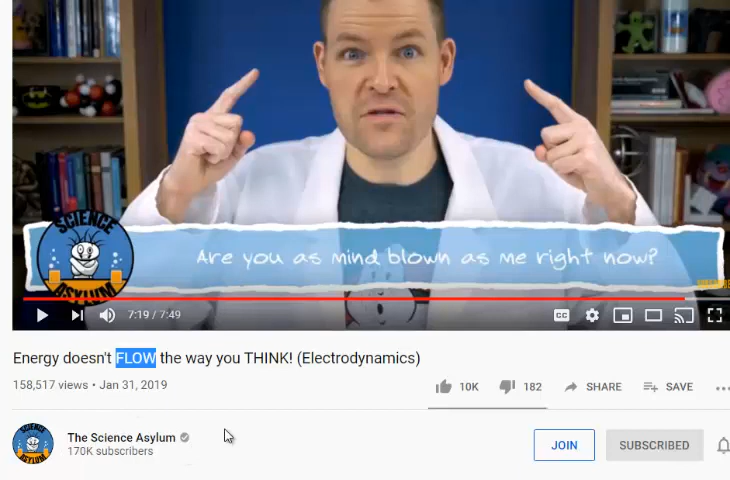 SCIENCE
ASYLUM
Are you as mind blown as me right now?
7:19 / 7:49
CC
Energy doesn't FLOW the way you THINK! (Electrodynamics)
158,517 views • Jan 31, 2019
10K
182
SHARE
SAVE
SCIENCE
ASYLUM
The Science Asylum
170K subscribers
JOIN
SUBSCRIBED